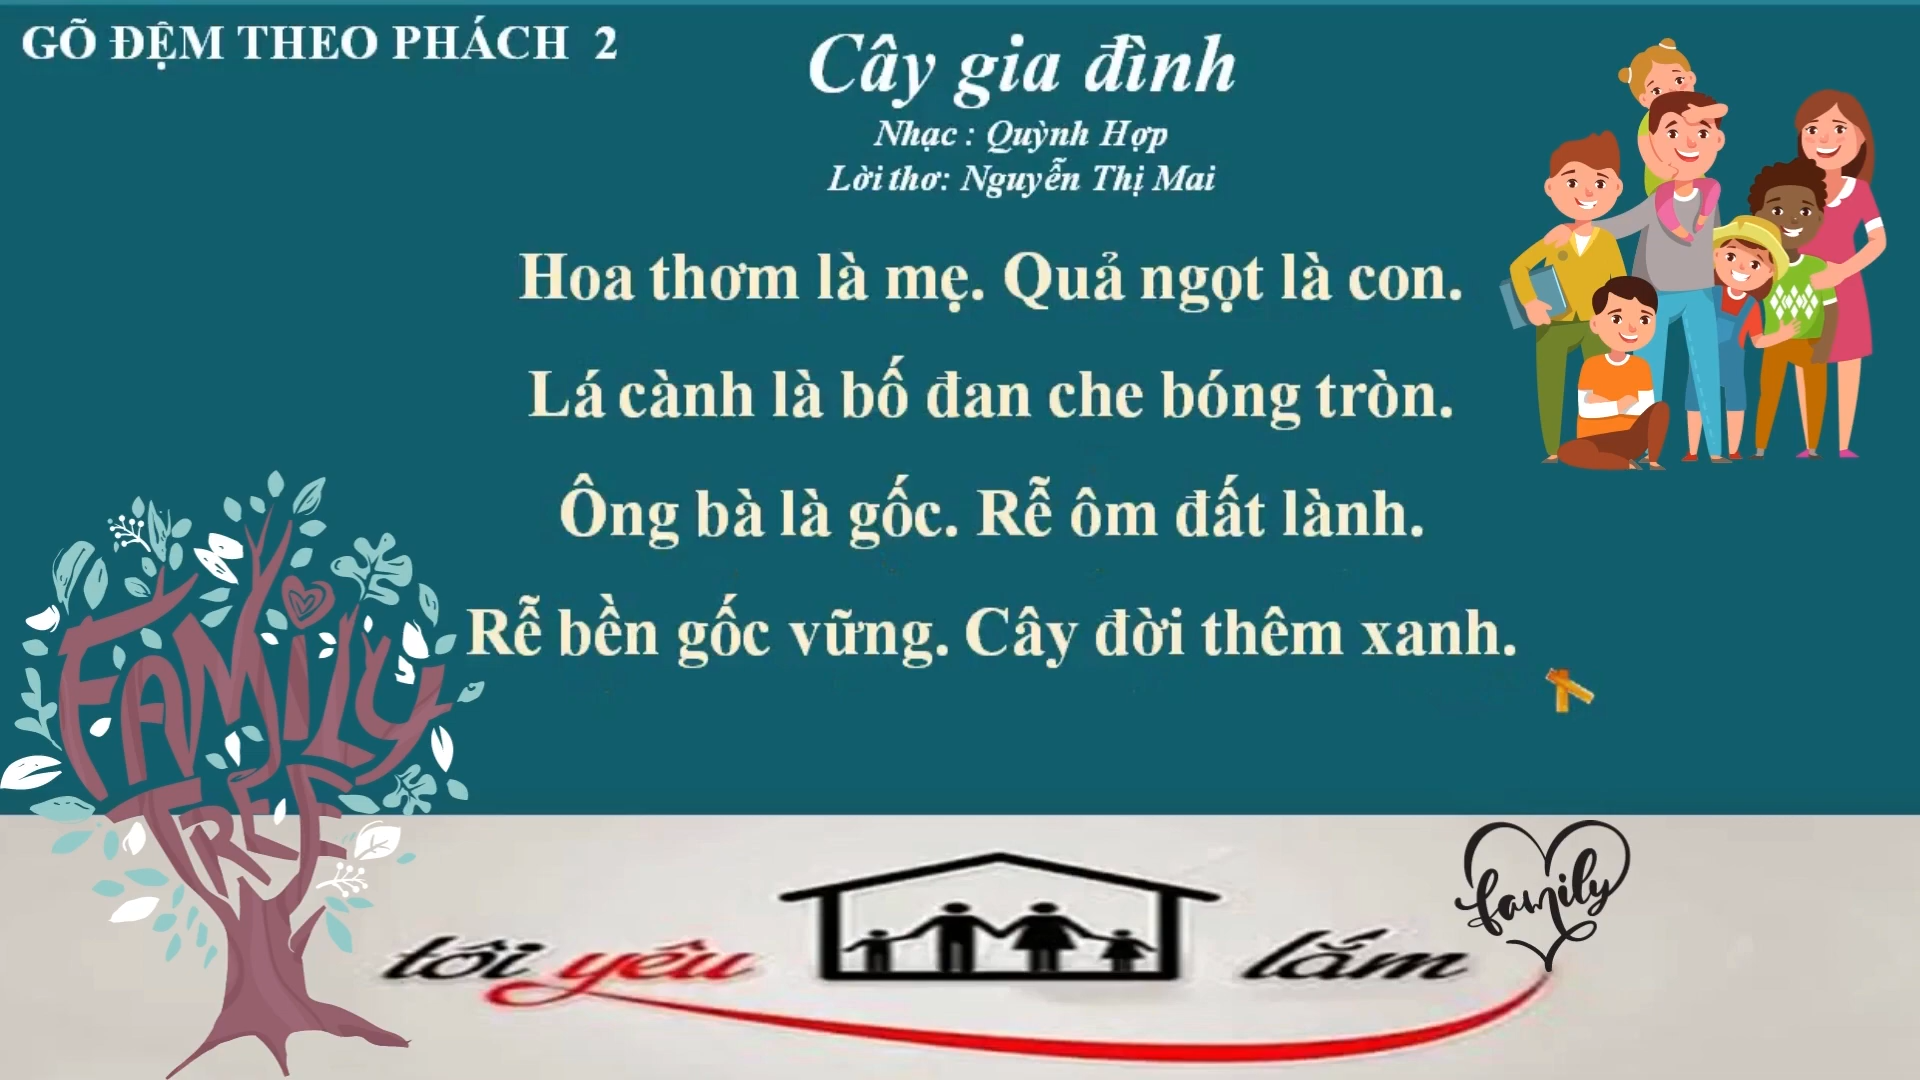 GÕ ĐỆM THEO PHÁCH 2
Cây gia đình
Nhạc : Quỳnh Hợp
Lời thơ: Nguyễn Thị Mai
Hoa thơm là mẹ. Quả ngọt là con.
Lá cành là bố đan che bóng tròn.
Ông bà là gốc. Rễ ôm đất lành.
Rễ bền gốc vững. Cây đời thêm xanh.
FAMILY
TREE
tôi yêu lắm
family